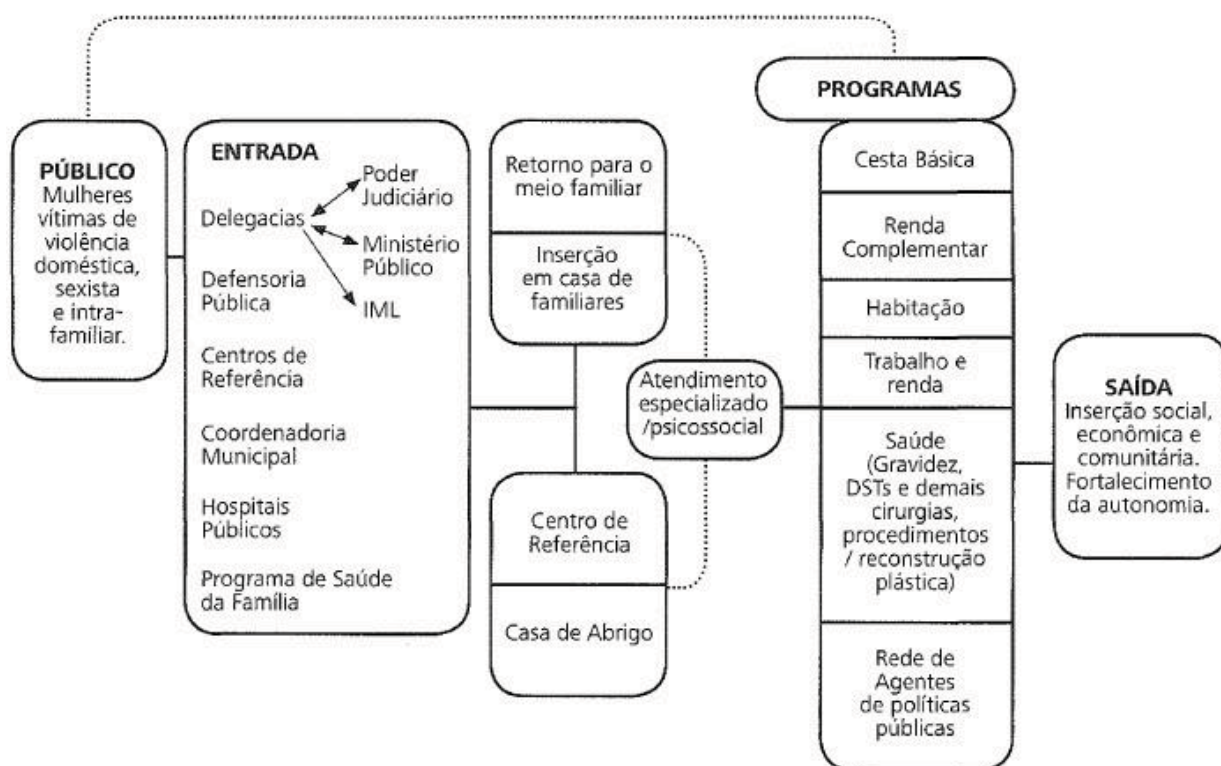 PÚBLICO
Mulheres
vítimas de
violência
doméstica,
sexista
e intra-
familiar.
ENTRADA
Delegacias
Poder
Judiciário
Ministério
Público
IML
Defensoria
Pública
Centros de
Referência
Coordenadoria
Municipal
Hospitais
Públicos
Programa de Saúde
da Família
Retorno para o
meio familiar
Inserção
em casa de
familiares
Centro de
Referência
Casa de Abrigo
Atendimento
especializado
/psicossocial
PROGRAMAS
Cesta Básica
Renda
Complementar
Habitação
Trabalho e
renda
Saúde
(Gravidez,
DSTs e demais
cirurgias,
procedimentos
/ reconstrução
plástica)
Rede de
Agentes
de políticas
públicas
SAÍDA
Inserção social,
econômica e
comunitária.
Fortalecimento
da autonomia.